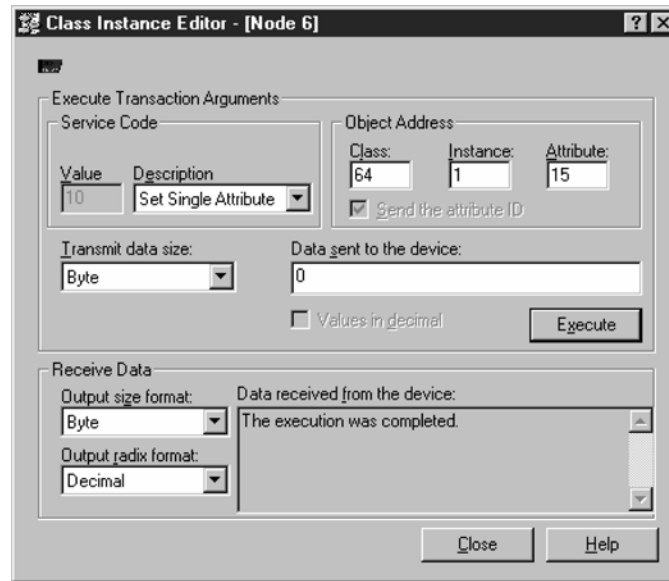 Class Instance Editor - [Node 6]
Execute Transaction Arguments
Service Code
Value Description
10 Set Single Attribute
Object Address
Class: Instance: Attribute:
64 1 15
Send the attribute ID
Transmit data size:
Byte
Data sent to the device:
0
Values in decimal
Execute
Receive Data
Output size format:
Byte
Output radix format:
Decimal
Data received from the device:
The execution was completed.
Close Help